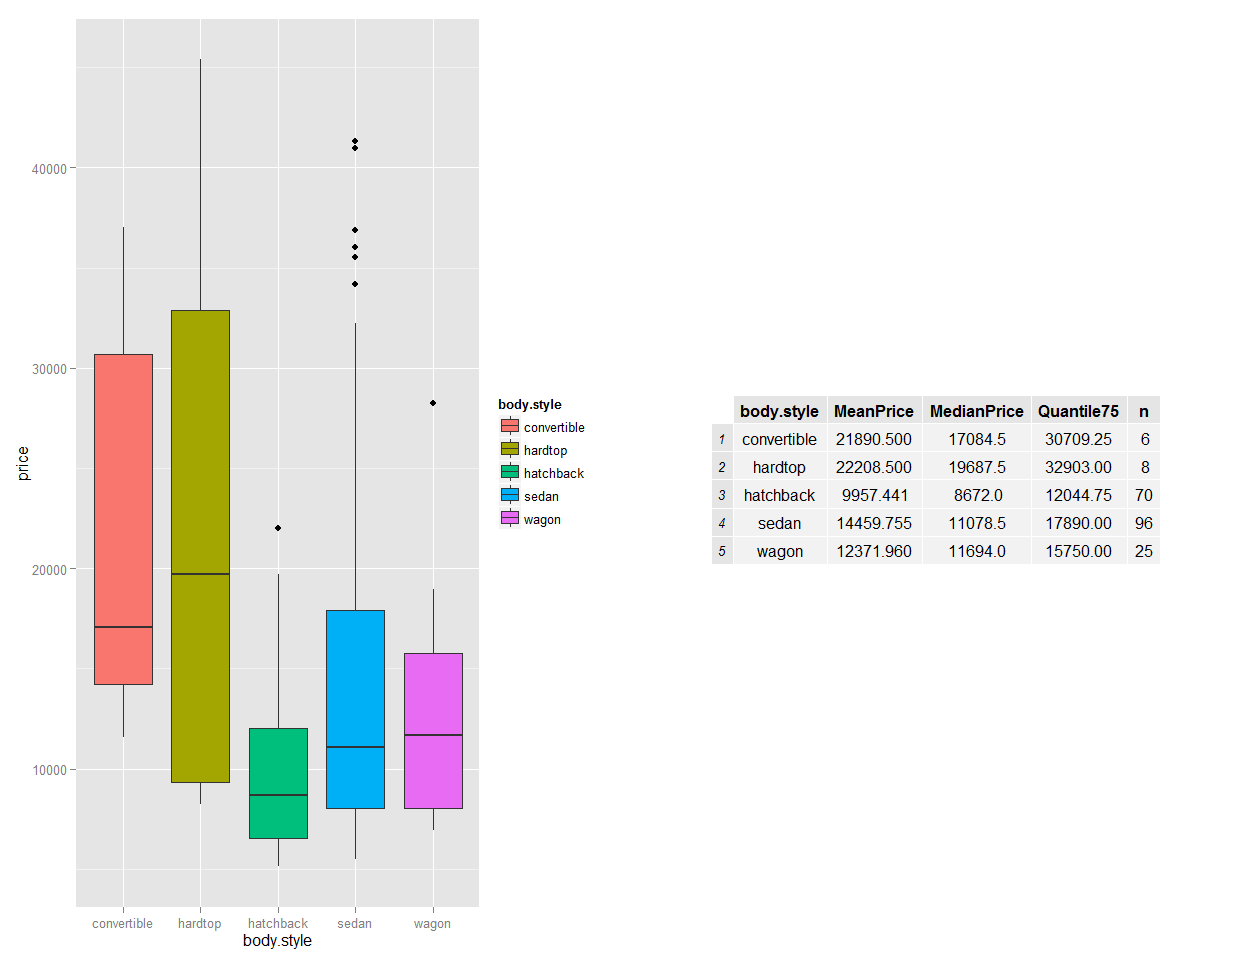 price
40000
30000
20000
10000
convertible hardtop hatchback sedan wagon
body.style
body.style
convertible
hardtop
hatchback
sedan
wagon
body.style MeanPrice MedianPrice Quantile75 n
1 convertible 21890.500 17084.5 30709.25 6
2 hardtop 22208.500 19687.5 32903.00 8
3 hatchback 9957.441 8672.0 12044.75 70
4 sedan 14459.755 11078.5 17890.00 96
5 wagon 12371.960 11694.0 15750.00 25